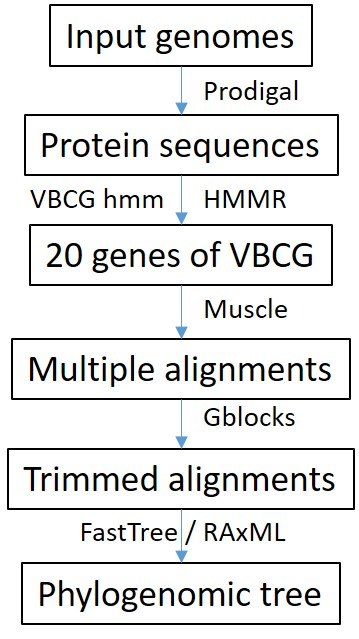 Input genomes
Prodigal
Protein sequences
VBCG hmm HMMR
20 genes of VBCG
Muscle
Multiple alignments
Gblocks
Trimmed alignments
FastTree / RAxML
Phylogenomic tree